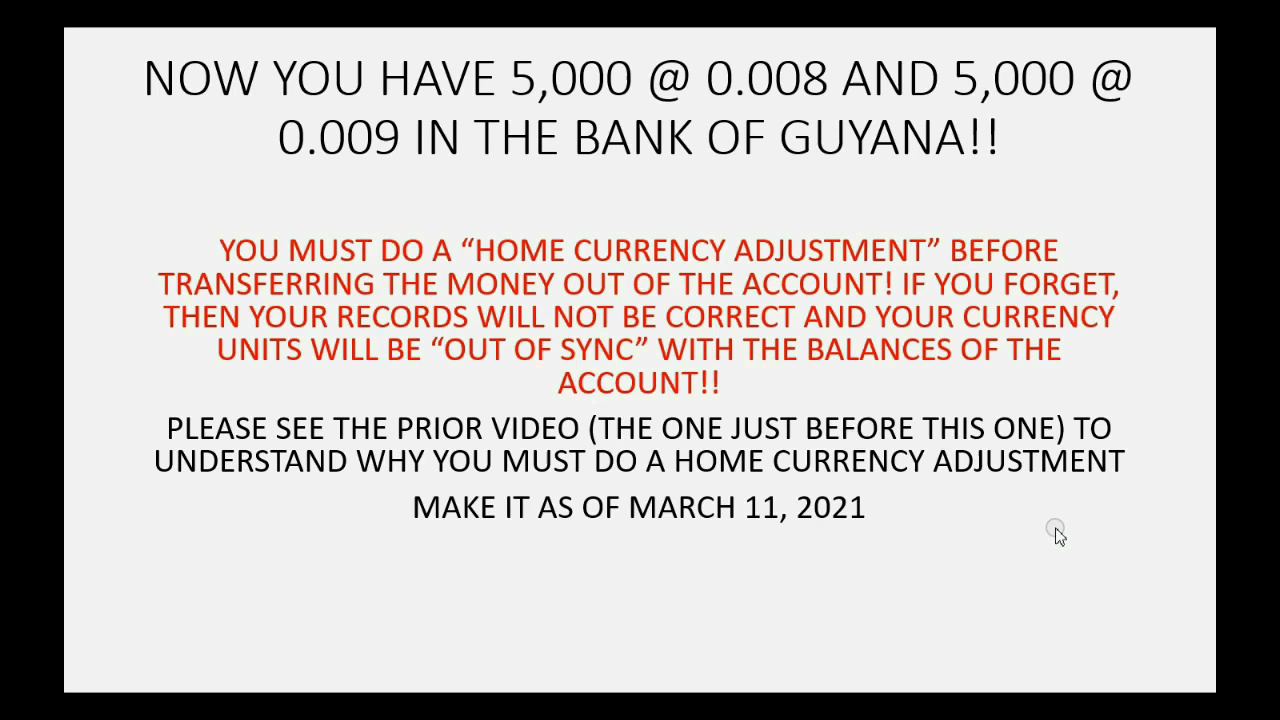 NOW YOU HAVE 5,000 @ 0.008 AND 5,000 @
0.009 IN THE BANK OF GUYANA!!
YOU MUST DO A “HOME CURRENCY ADJUSTMENT” BEFORE
TRANSFERRING THE MONEY OUT OF THE ACCOUNT! IF YOU FORGET,
THEN YOUR RECORDS WILL NOT BE CORRECT AND YOUR CURRENCY
UNITS WILL BE “OUT OF SYNC” WITH THE BALANCES OF THE
ACCOUNT!!
PLEASE SEE THE PRIOR VIDEO (THE ONE JUST BEFORE THIS ONE) TO
UNDERSTAND WHY YOU MUST DO A HOME CURRENCY ADJUSTMENT
MAKE IT AS OF MARCH 11, 2021